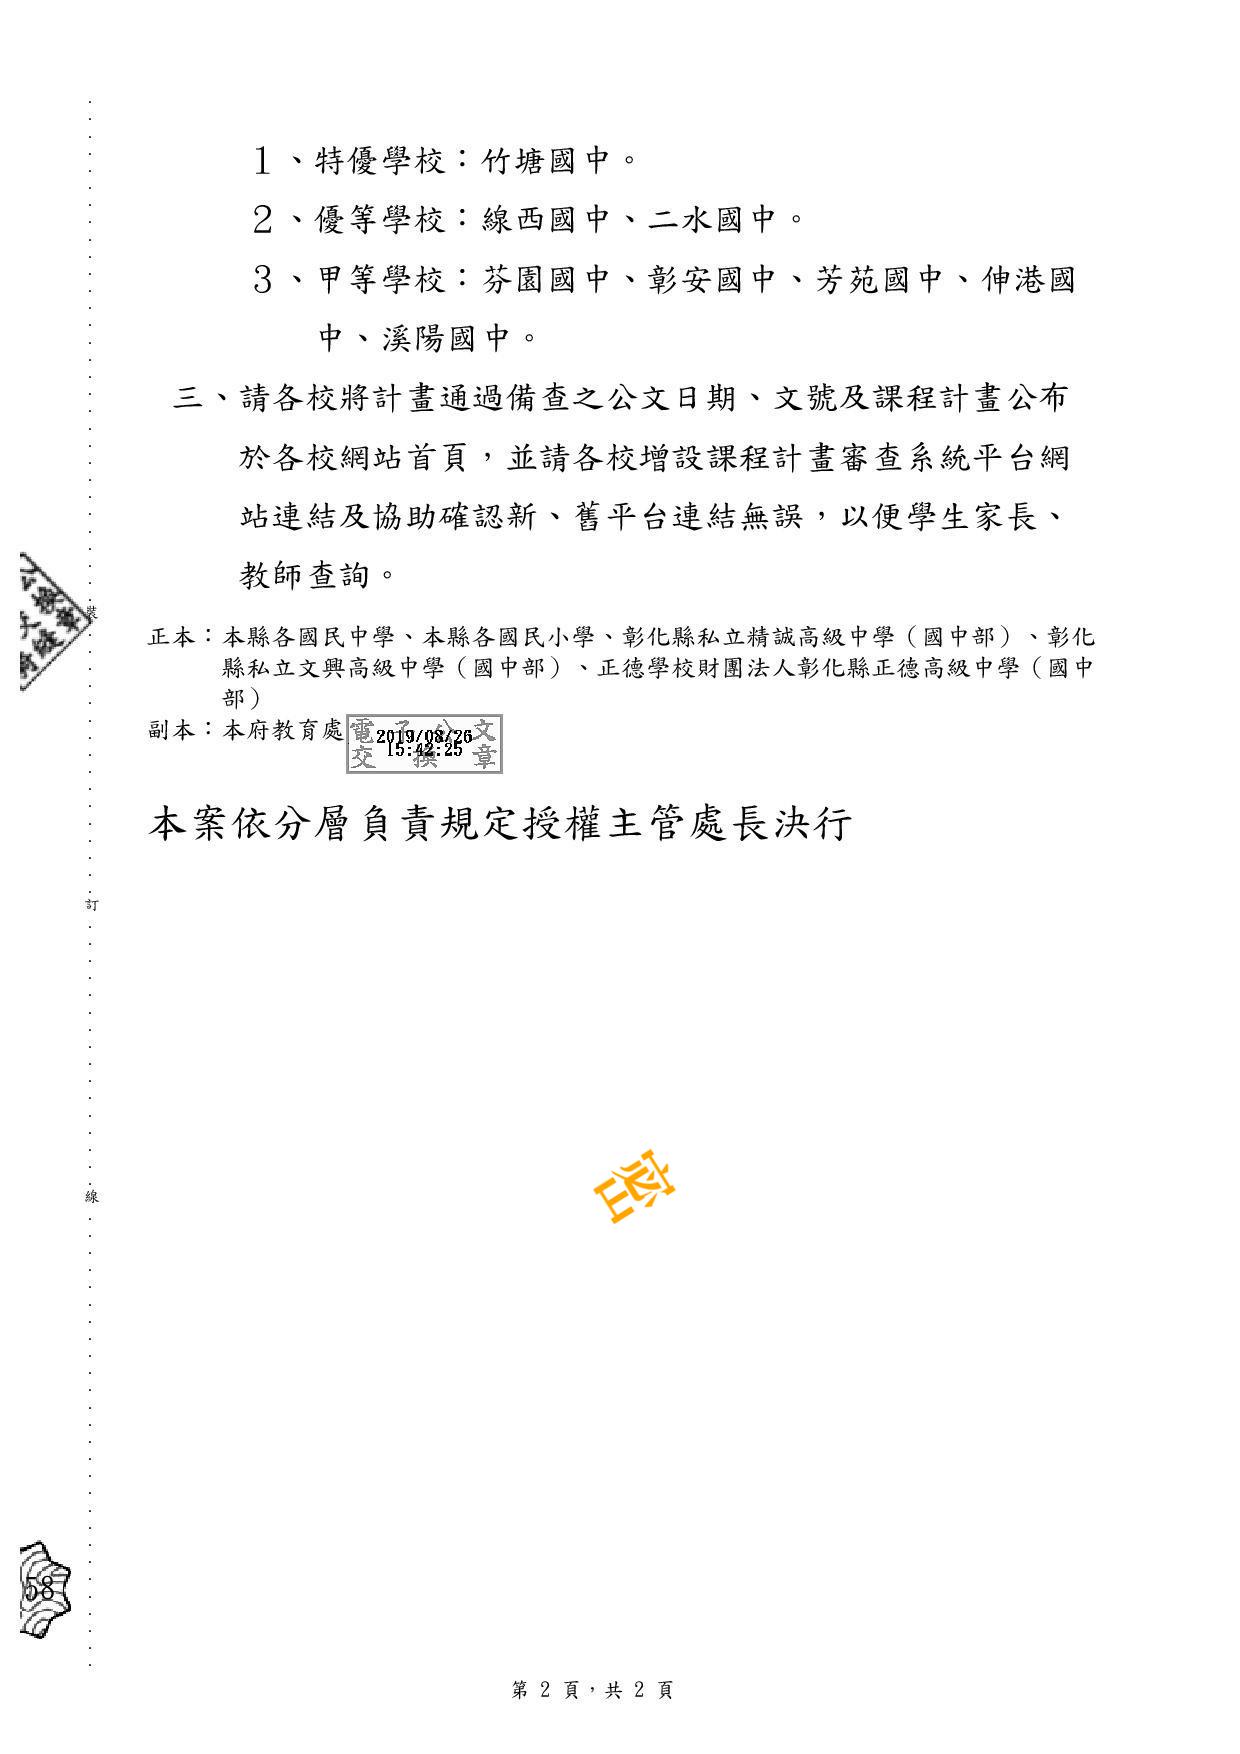 １、特優學校：竹塘國中。
２、優等學校：線西國中、二水國中。
３、甲等學校：芬園國中、彰安國中、芳苑國中、伸港國
中、溪陽國中。
三、請各校將計畫通過備查之公文日期、文號及課程計畫公布
於各校網站首頁，並請各校增設課程計畫審查系統平台網
站連結及協助確認新、舊平台連結無誤，以便學生家長、
教師查詢。
裝
正本：本縣各國民中學、本縣各國民小學、彰化縣私立精誠高級中學（國中部）、彰化
縣私立文興高級中學（國中部）、正德學校財團法人彰化縣正德高級中學（國中
部）
副本：本府教育處
電子公文
2019/08/26
15:42:25
交換章
本案依分層負責規定授權主管處長決行
訂
線
58
第 2 頁，共 2 頁